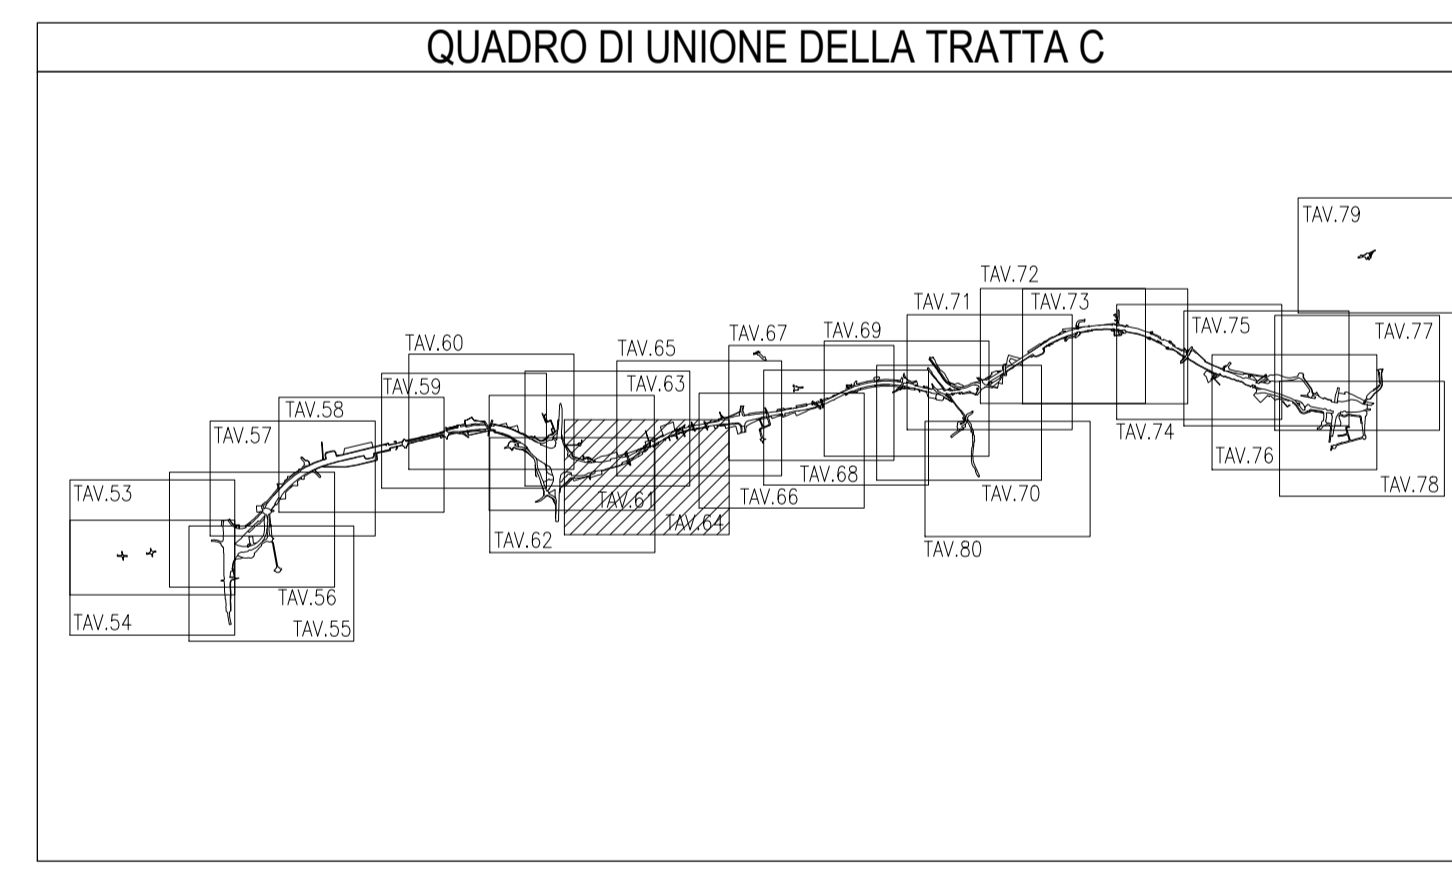 QUADRO DI UNIONE DELLA TRATTA C
TAV.79
TAV.72
TAV.71
TAV.73
TAV.67
TAV.69
TAV.75
TAV.77
TAV.60
TAV.65
TAV.59
TAV.63
TAV.58
TAV.57
TAV.74
TAV.76
TAV.68
TAV.78
TAV.53
TAV.61
TAV.66
TAV.70
TAV.64
TAV.62
TAV.80
TAV.56
TAV.54
TAV.55